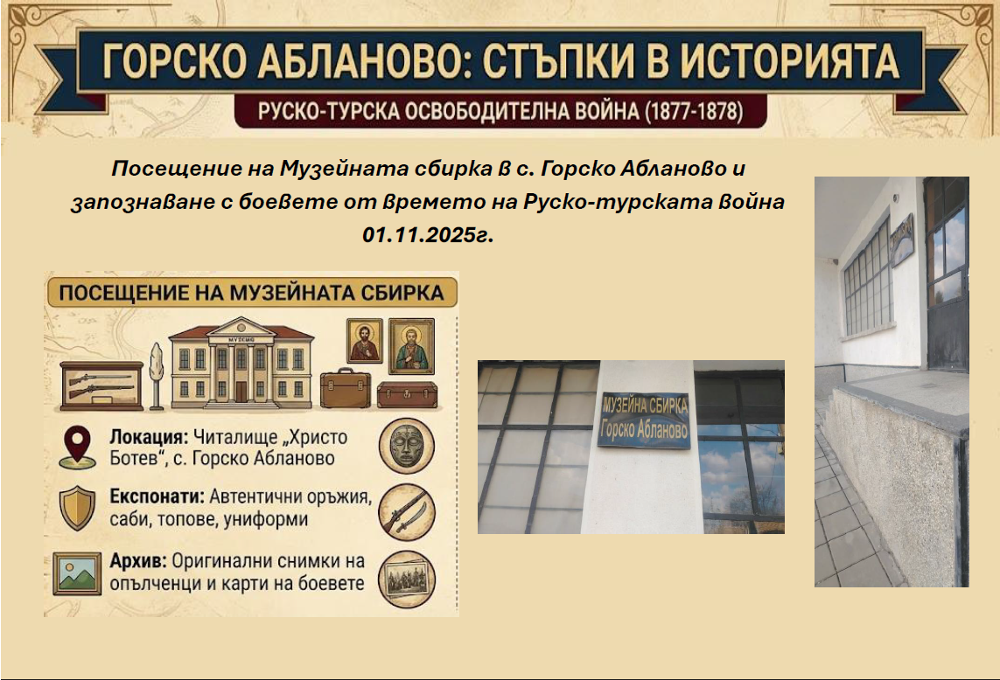 ГОРСКО АБЛАНОВО: СТЪПКИ В ИСТОРИЯТА
РУСКО-ТУРСКА ОСВОБОДИТЕЛНА ВОЙНА (1877-1878)
Посещение на Музейната сбирка в с. Горско Абланово и
запознаване с боевете от времето на Руско-турската война
01.11.2025г.
ПОСЕЩЕНИЕ НА МУЗЕЙНАТА СБИРКА
Локация: Читалище „Христо
Ботев“, с. Горско Абланово
Експонати: Автентични оръжия,
саби, топове, униформи
Архив: Оригинални снимки на
опълченци и карти на боевете
МУЗЕЙНА СБИРКА
Горско Абланово